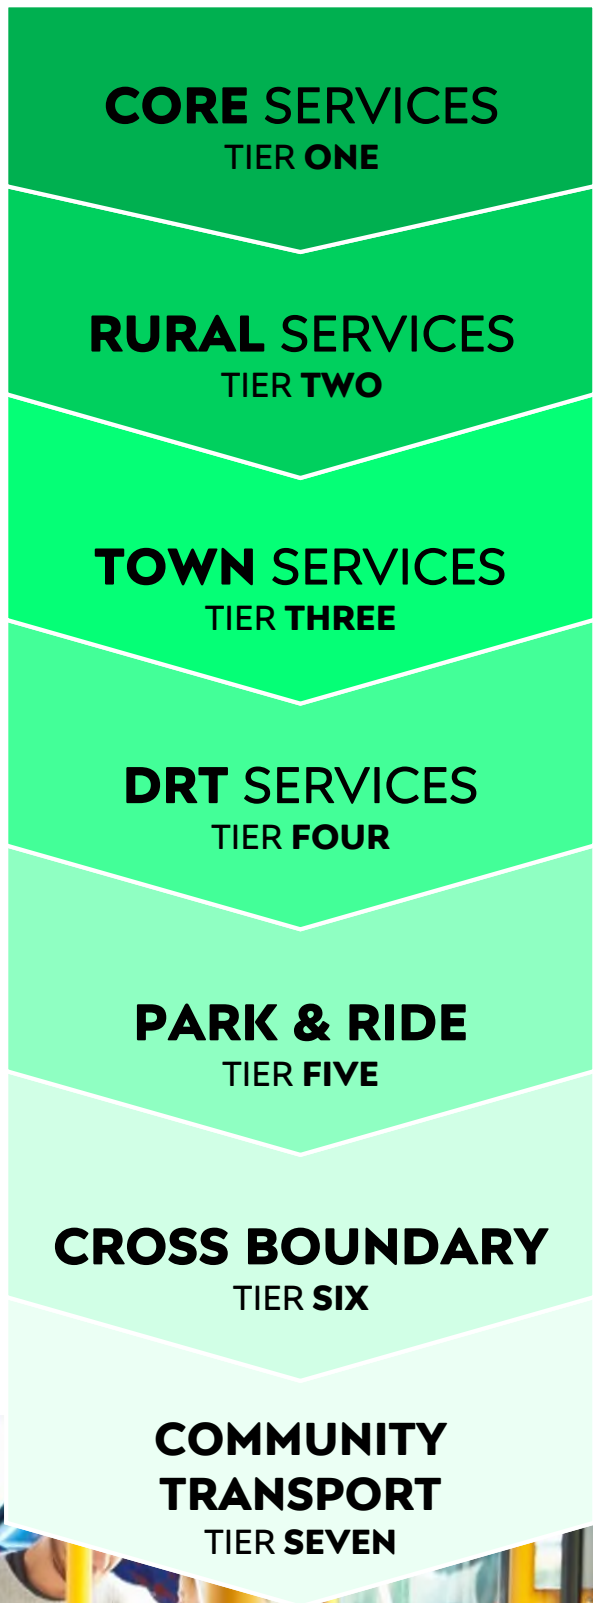 CORE SERVICES
TIER ONE
RURAL SERVICES
TIER TWO
TOWN SERVICES
TIER THREE
DRT SERVICES
TIER FOUR
PARK & RIDE
TIER FIVE
CROSS BOUNDARY
TIER SIX
COMMUNITY
TRANSPORT
TIER SEVEN